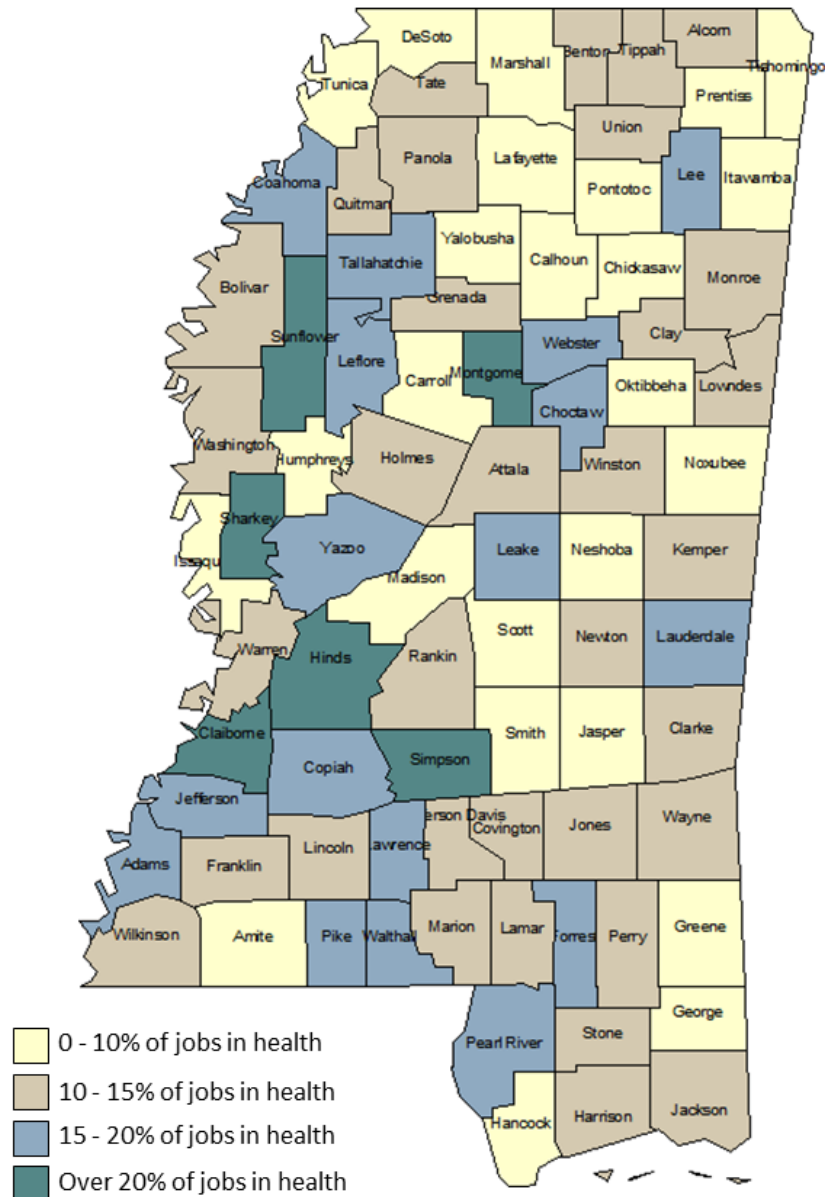 DeSoto
Marshall
Benton
Tippah
Alcorn
Tishomingo
Tunica
Tate
Prentiss
Union
Panola
Lafayette
Coahoma
Quitman
Pontotoc
Lee
Itawamba
Yalobusha
Tallahatchie
Calhoun
Chickasaw
Monroe
Bolivar
Grenada
Sunflower
Leflore
Webster
Clay
Carroll
Montgome
Oktibbeha
Lowndes
Choctaw
Washington
Humphreys
Holmes
Attala
Winston
Noxubee
Sharkey
Issaqu
Yazoo
Leake
Neshoba
Kemper
Madison
Scott
Newton
Lauderdale
Warren
Hinds
Rankin
Claiborne
Simpson
Smith
Jasper
Clarke
Copiah
Jefferson
erson Davis
Covington
Jones
Wayne
Lawrence
Lincoln
Adams
Franklin
Wilkinson
Amite
Pike
Walthall
Marion
Lamar
Forres
Perry
Greene
George
Pearl River
Stone
Hancock
Harrison
Jackson
0 - 10% of jobs in health
10 - 15% of jobs in health
15 - 20% of jobs in health
Over 20% of jobs in health